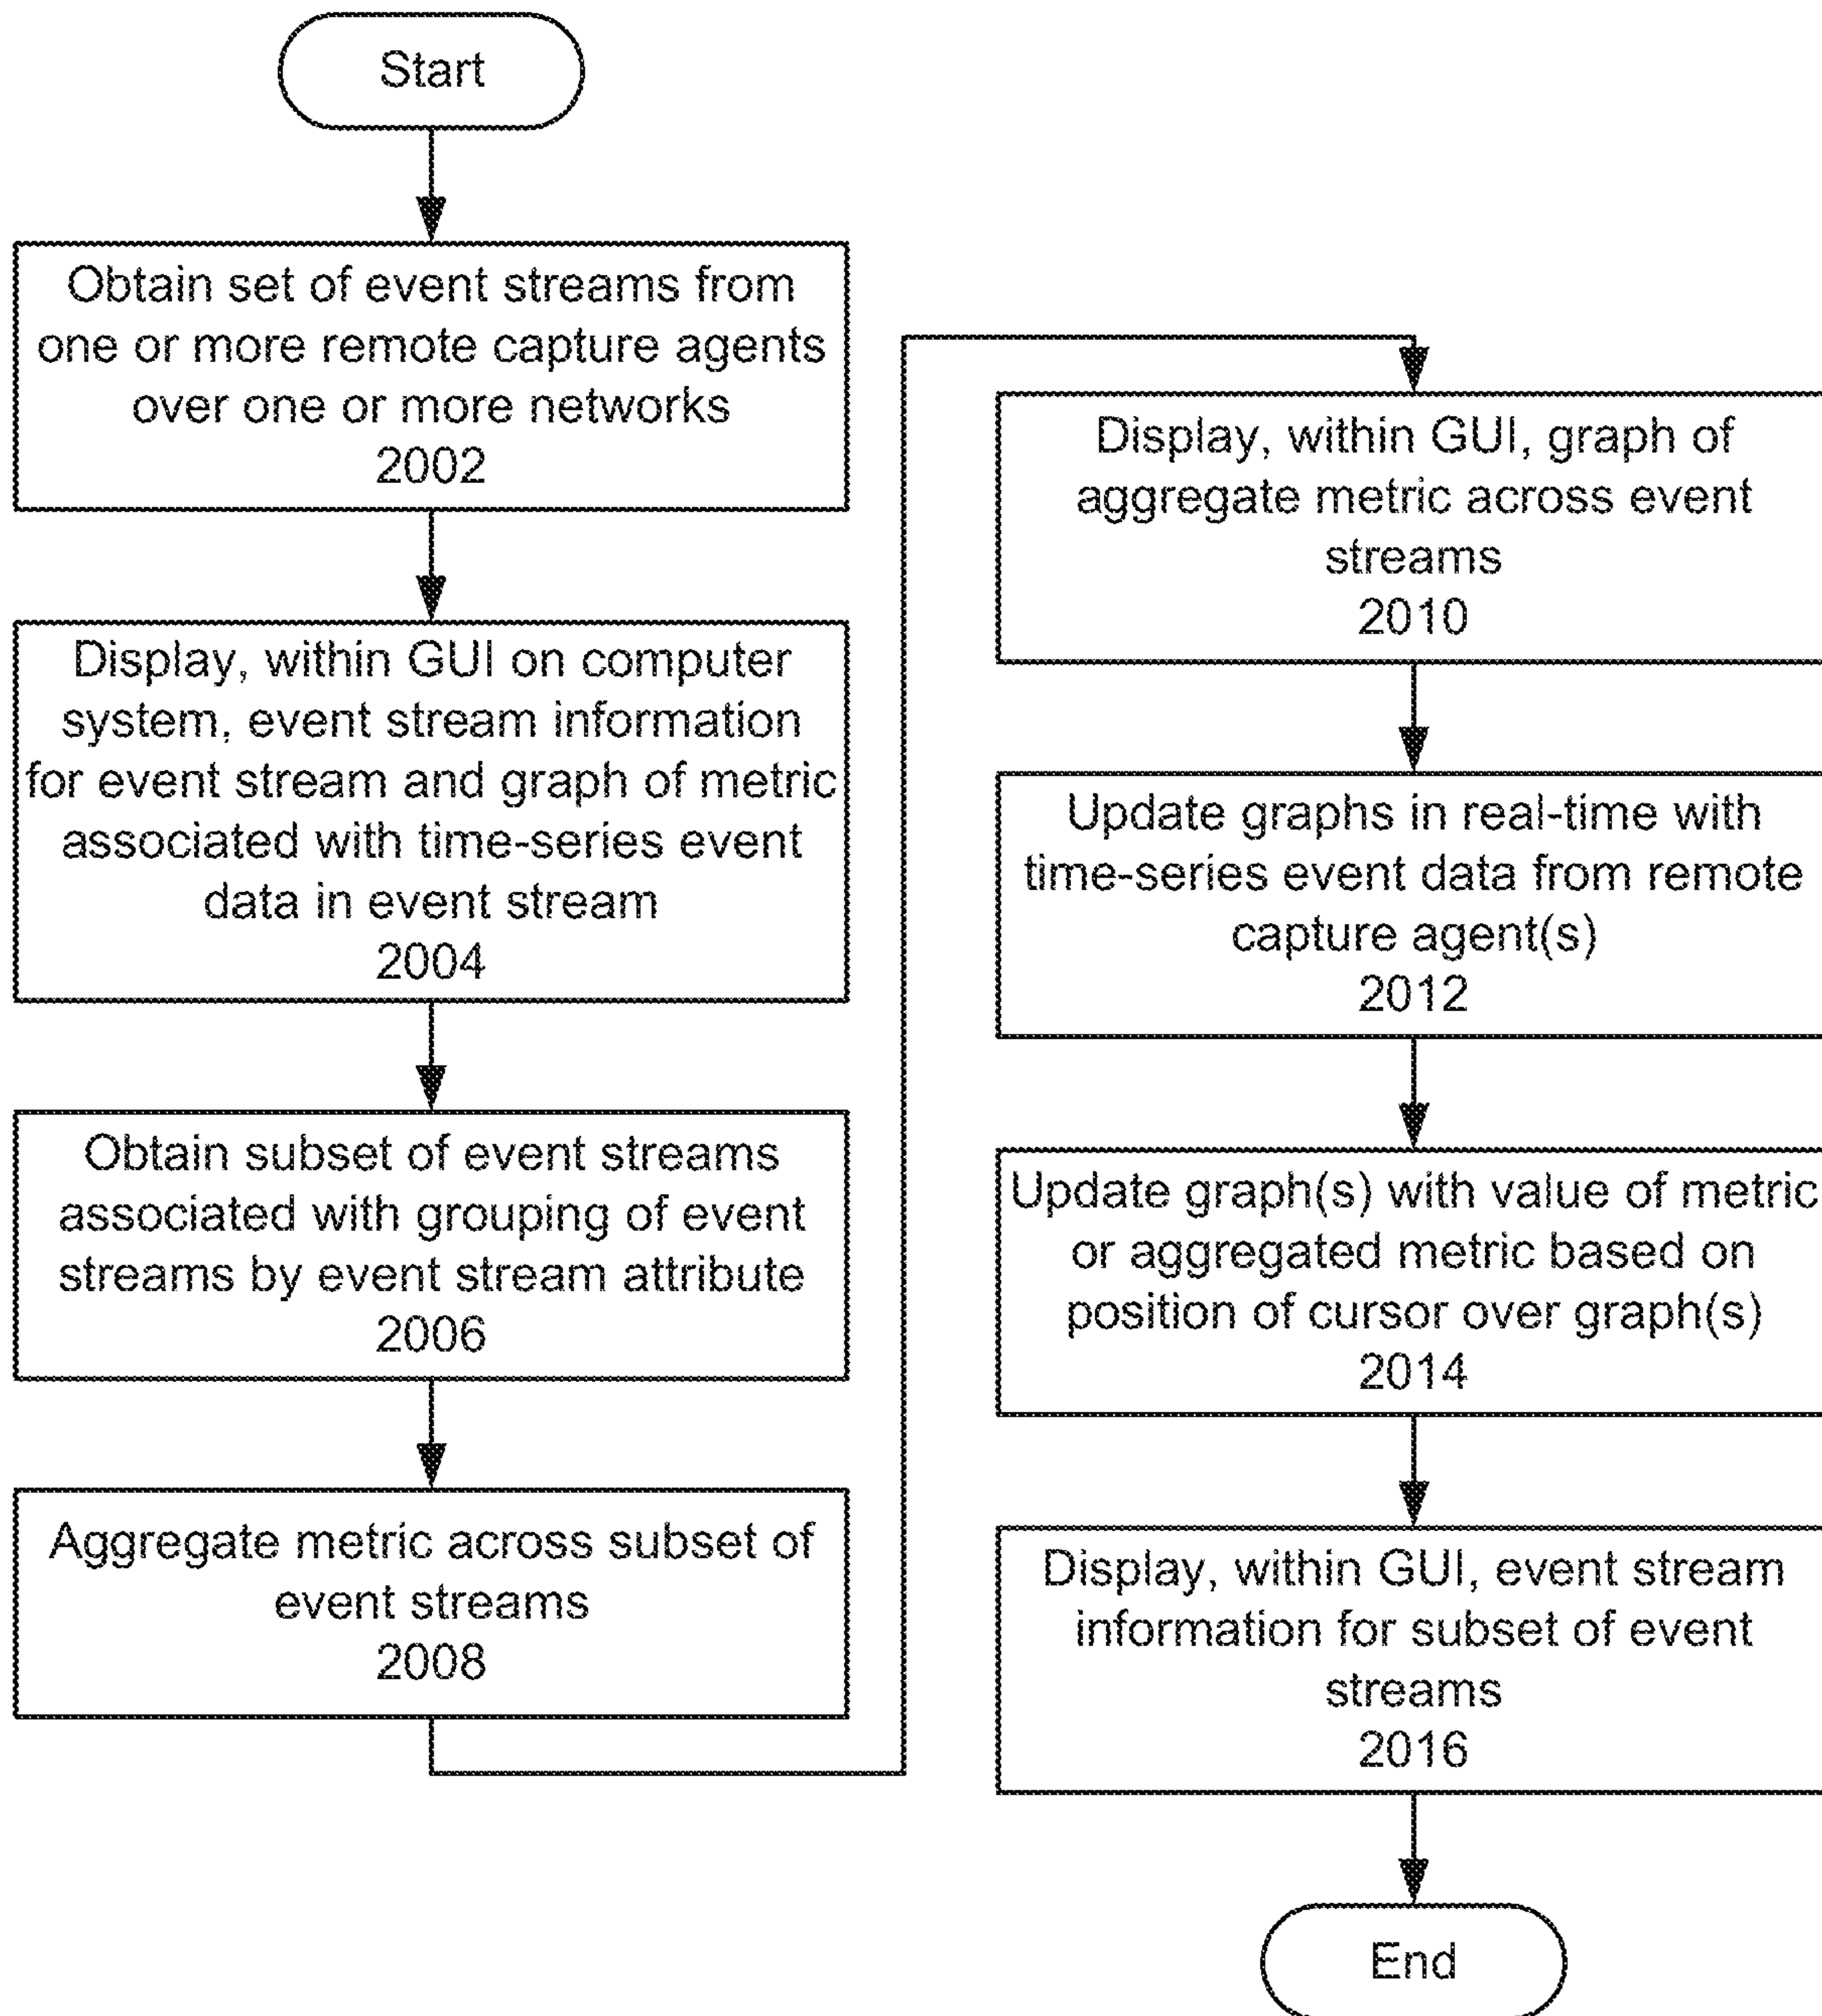 Start
Obtain set of event streams from
one or more remote capture agents
over one or more networks
2002
Display, within GUI on computer
system, event stream information
for event stream and graph of metric
associated with time-series event
data in event stream
2004
Obtain subset of event streams
associated with grouping of event
streams by event stream attribute
2006
Aggregate metric across subset of
event streams
2008
Display, within GUI, graph of
aggregate metric across event
streams
2010
Update graphs in real-time with
time-series event data from remote
capture agent(s)
2012
Update graph(s) with value of metric
or aggregated metric based on
position of cursor over graph(s)
2014
Display, within GUI, event stream
information for subset of event
streams
2016
End